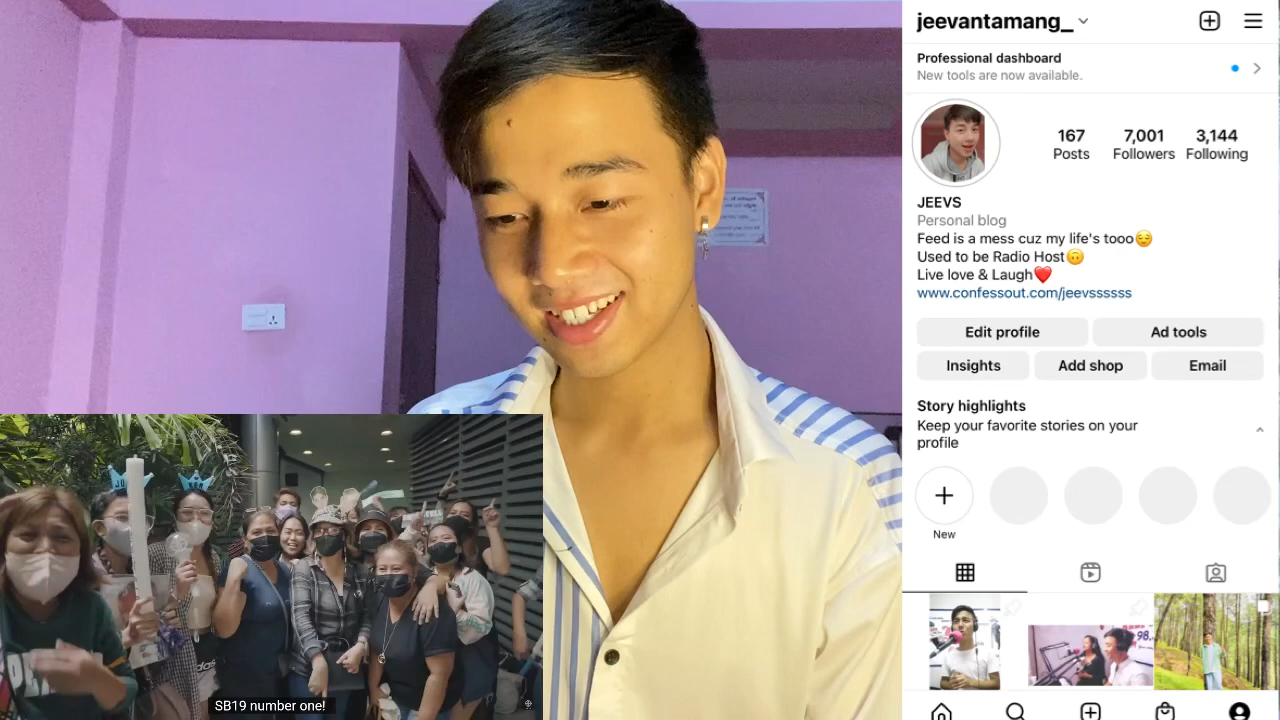 jeevantamang_
Professional dashboard
New tools are now available.
167
Posts
7,001
Followers
3,144
Following
JEEVS
Personal blog
Feed is a mess cuz my life's tooo😌
Used to be Radio Host🙃
Live love & Laugh❤️
www.confessout.com/jeevssssss
Edit profile
Ad tools
Insights
Add shop
Email
Story highlights
Keep your favorite stories on your
profile
New
98.
SB19 number one!